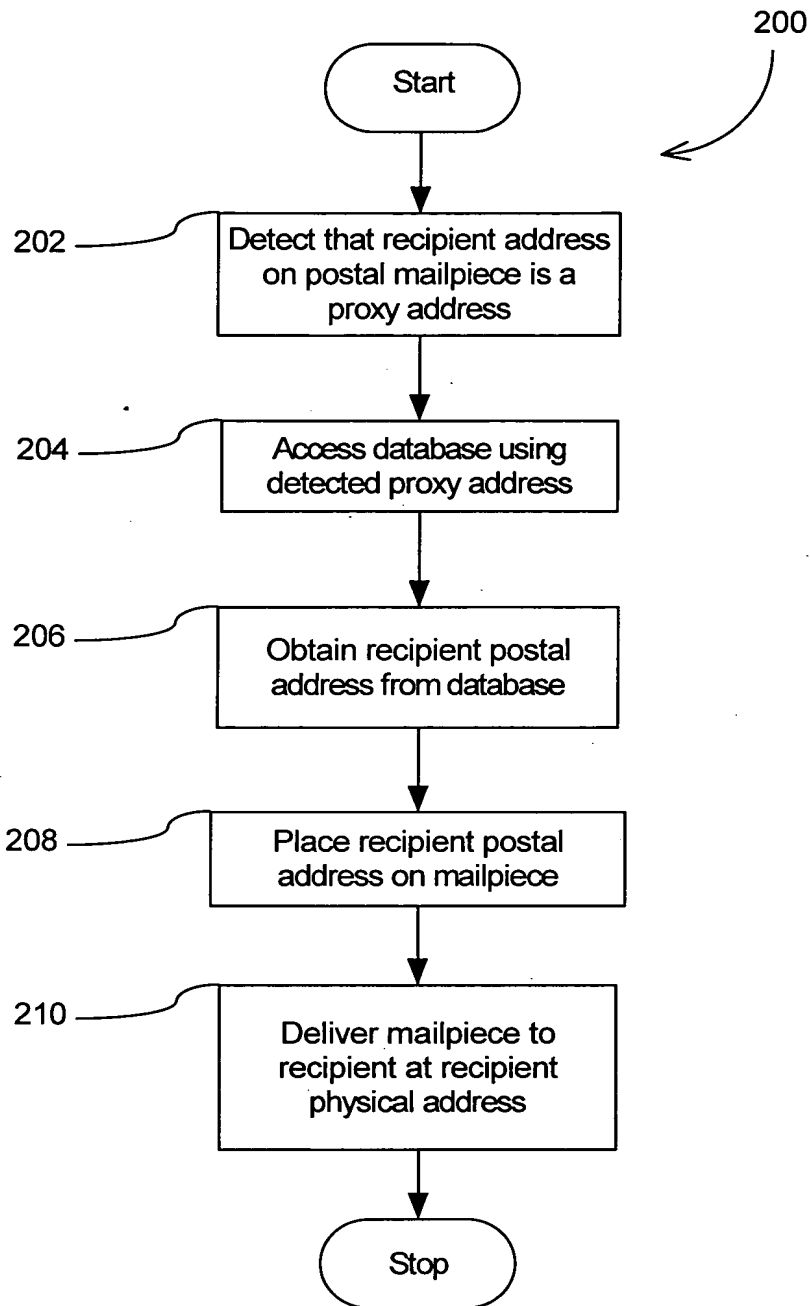 200
Start
202
Detect that recipient address
on postal mailpiece is a
proxy address
204
Access database using
detected proxy address
206
Obtain recipient postal
address from database
208
Place recipient postal
address on mailpiece
210
Deliver mailpiece to
recipient at recipient
physical address
Stop